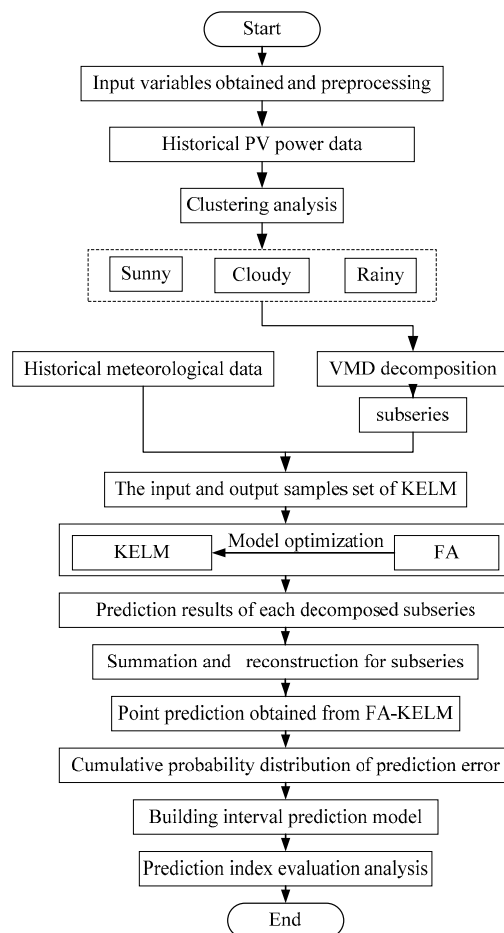 Start
Input variables obtained and preprocessing
Historical PV power data
Clustering analysis
Sunny
Cloudy
Rainy
Historical meteorological data
VMD decomposition
subseries
The input and output samples set of KELM
KELM
Model optimization
FA
Prediction results of each decomposed subseries
Summation and reconstruction for subseries
Point prediction obtained from FA-KELM
Cumulative probability distribution of prediction error
Building interval prediction model
Prediction index evaluation analysis
End